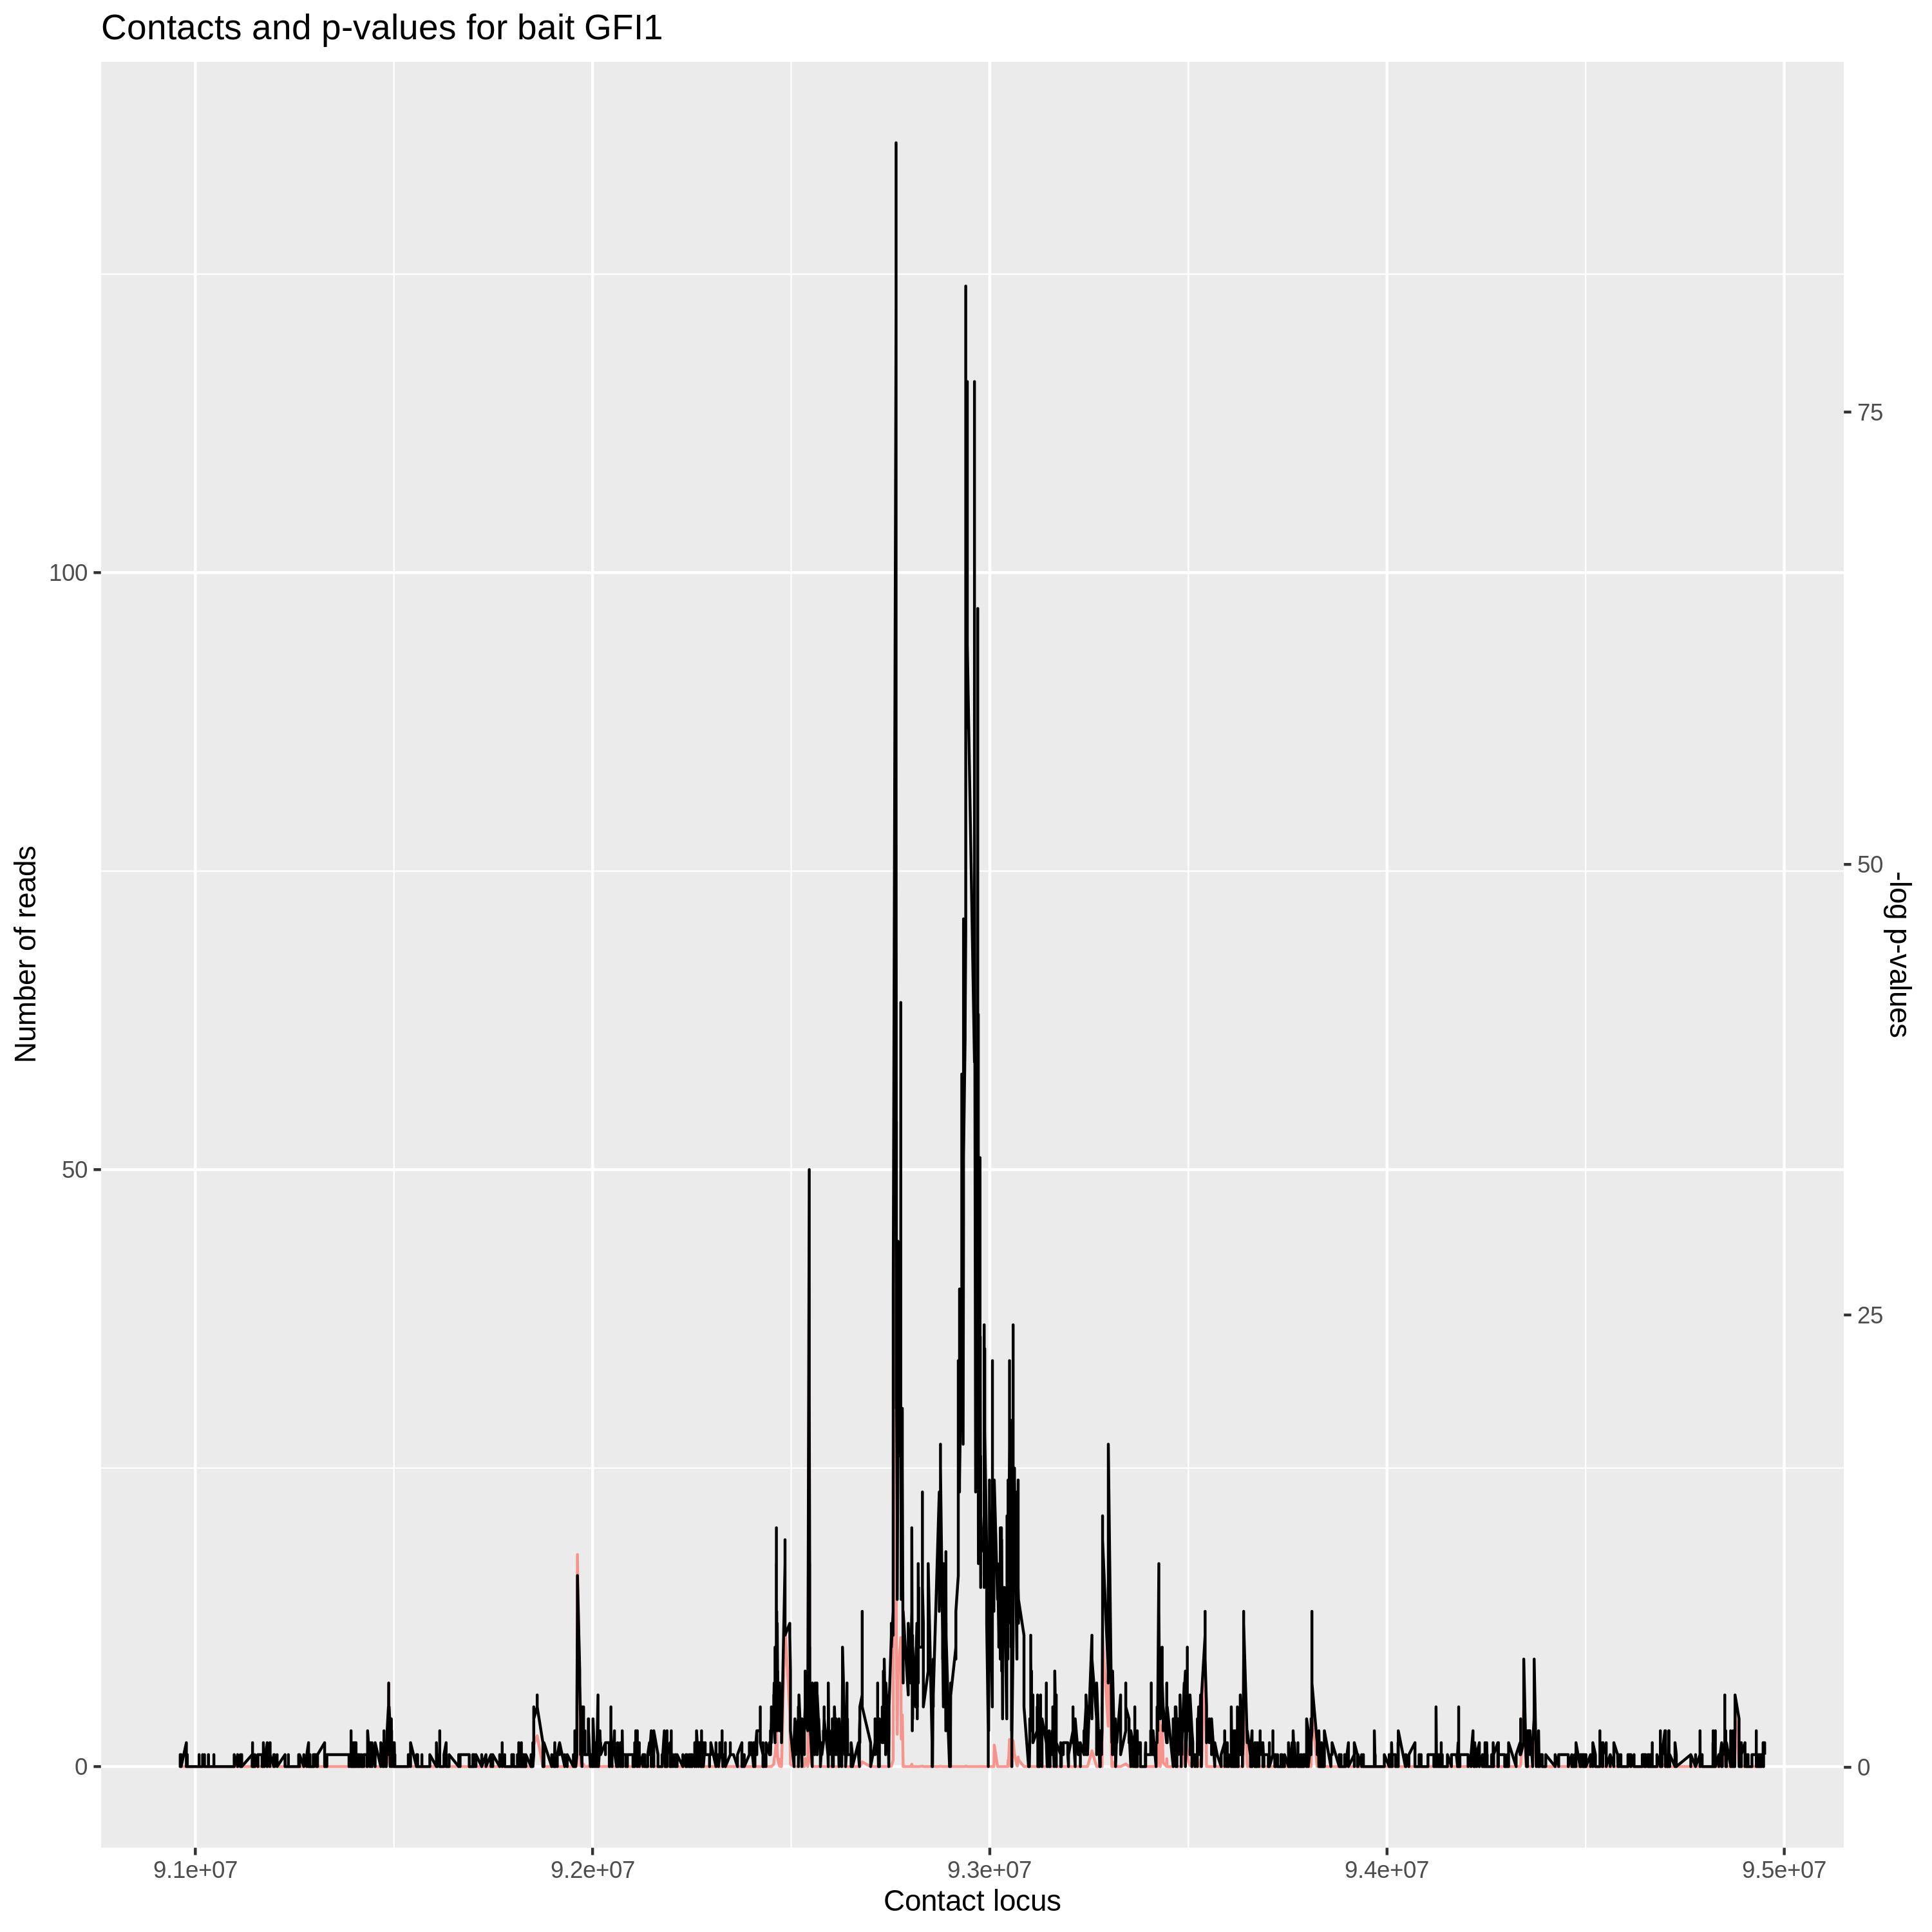 Contacts and p-values for bait GFI1
Number of reads
100
50
0
75
50
25
0
-log p-values
9.1e+07 9.2e+07 9.3e+07 9.4e+07 9.5e+07
Contact locus